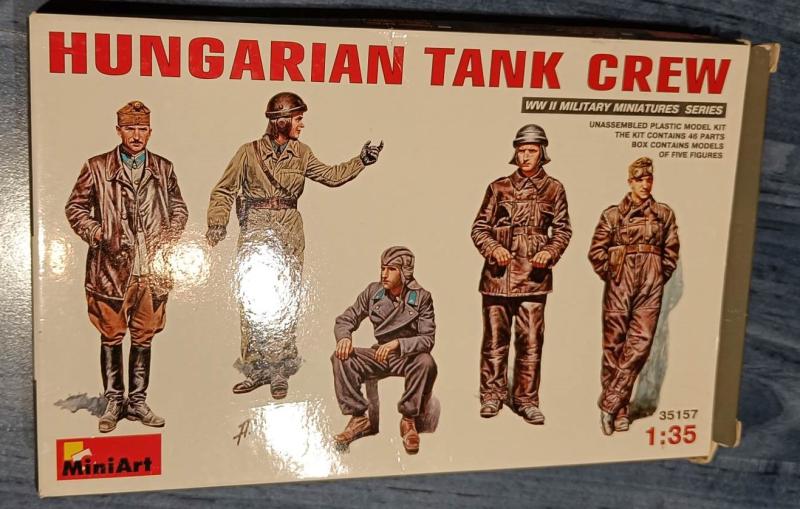 HUNGARIAN TANK CREW
WW II MILITARY MINIATURES SERIES
UNASSEMBLED PLASTIC MODEL KIT
THE KIT CONTAINS 46 PARTS
BOX CONTAINS MODELS
OF FIVE FIGURES
35157
1:35
MiniArt